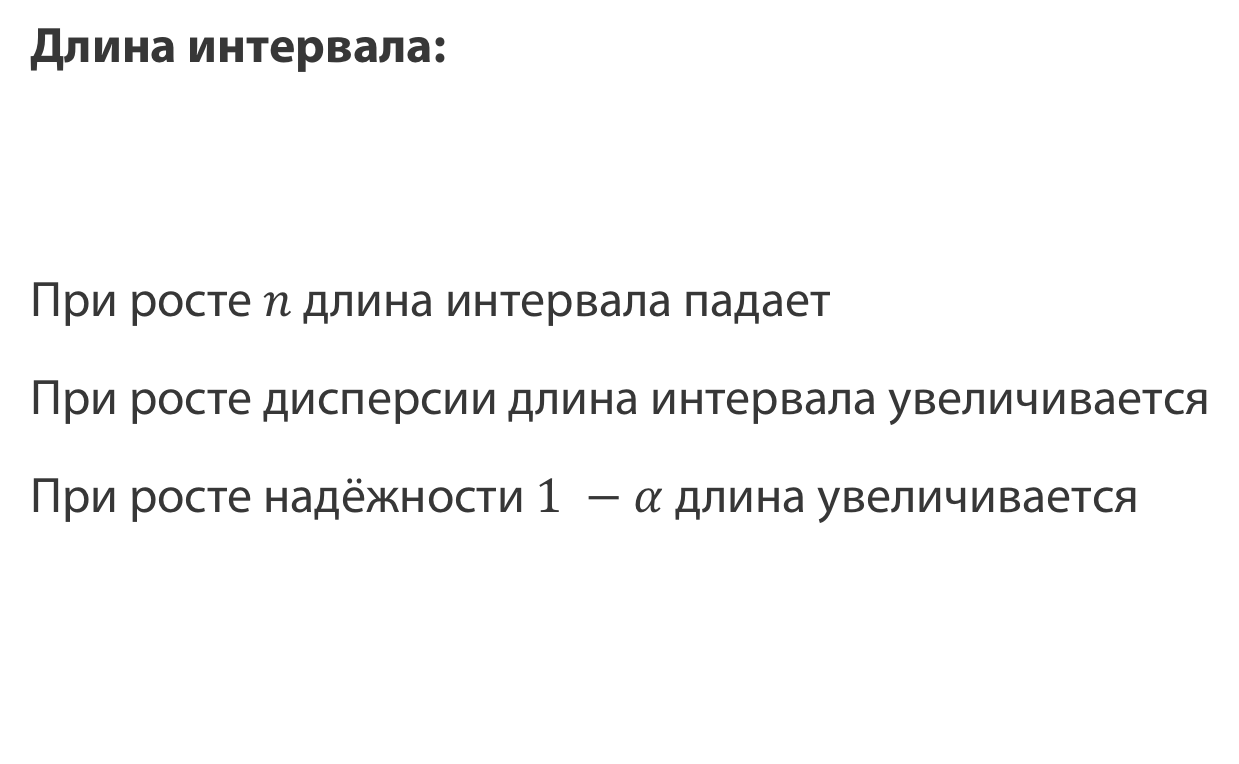 Длина интервала:
При росте n длина интервала падает
При росте дисперсии длина интервала увеличивается
При росте надёжности 1 − α длина увеличивается